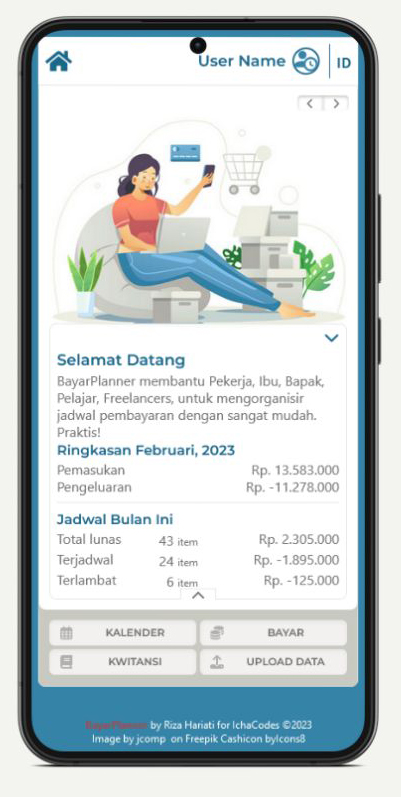 User Name ID
Selamat Datang
BayarPlanner membantu Pekerja, Ibu, Bapak,
Pelajar, Freelancers, untuk mengorganisir
jadwal pembayaran dengan sangat mudah.
Praktis!
Ringkasan Februari, 2023
Pemasukan Rp. 13.583.000
Pengeluaran Rp. -11.278.000
Jadwal Bulan Ini
Total lunas 43 item Rp. 2.305.000
Terjadwal 24 item Rp. -1.895.000
Terlambat 6 item Rp. -125.000
KALENDER BAYAR
KWITANSI UPLOAD DATA
BayarPlanner by Riza Hariati for IchaCodes ©2023
Image by jcomp on Freepik Cashicon byIcons8